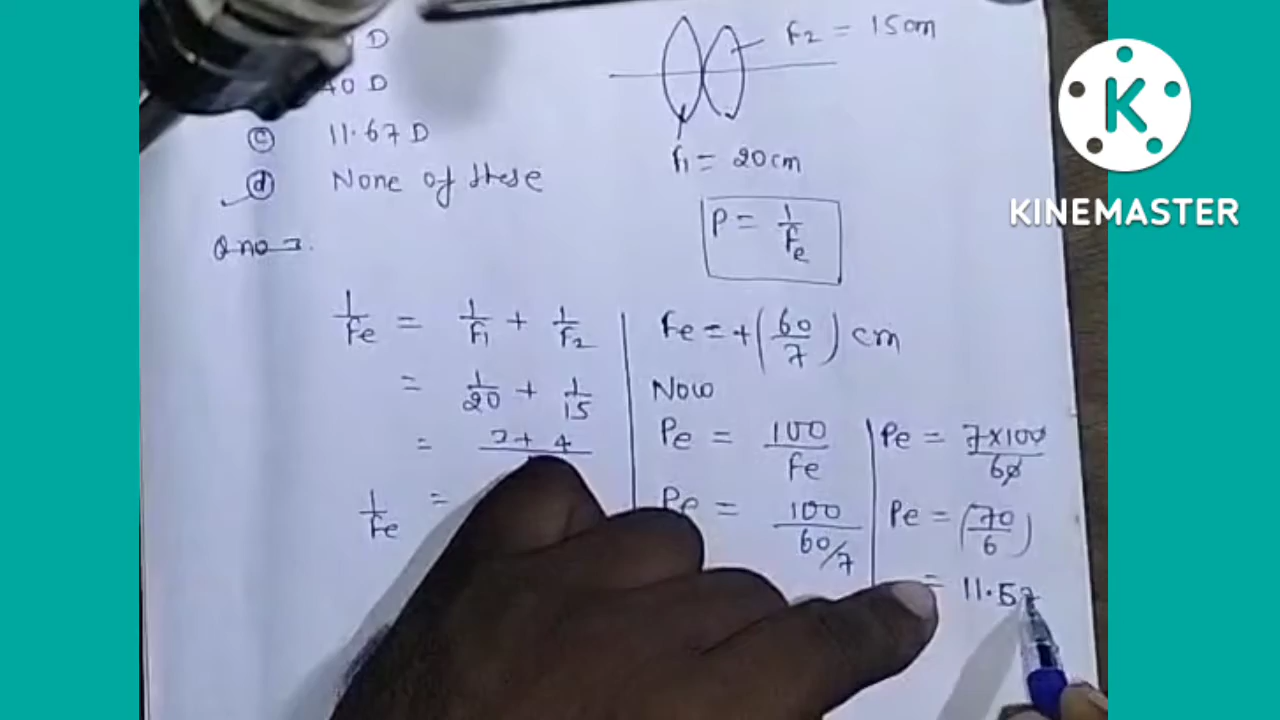 D
40 D
F2 = 15cm
(c) 11.67 D
f1 = 20cm
(d) None of these
P = 1/Fe
Q no 7.
1/Fe = 1/F1 + 1/F2
= 1/20 + 1/15
= 3+4
1/Fe =
Fe = +(60/7) cm
Now
Pe = 100/Fe
Pe = 100/60/7
Pe = 7×100/60
Pe = (70/6)
= 11.67
KINEMASTER